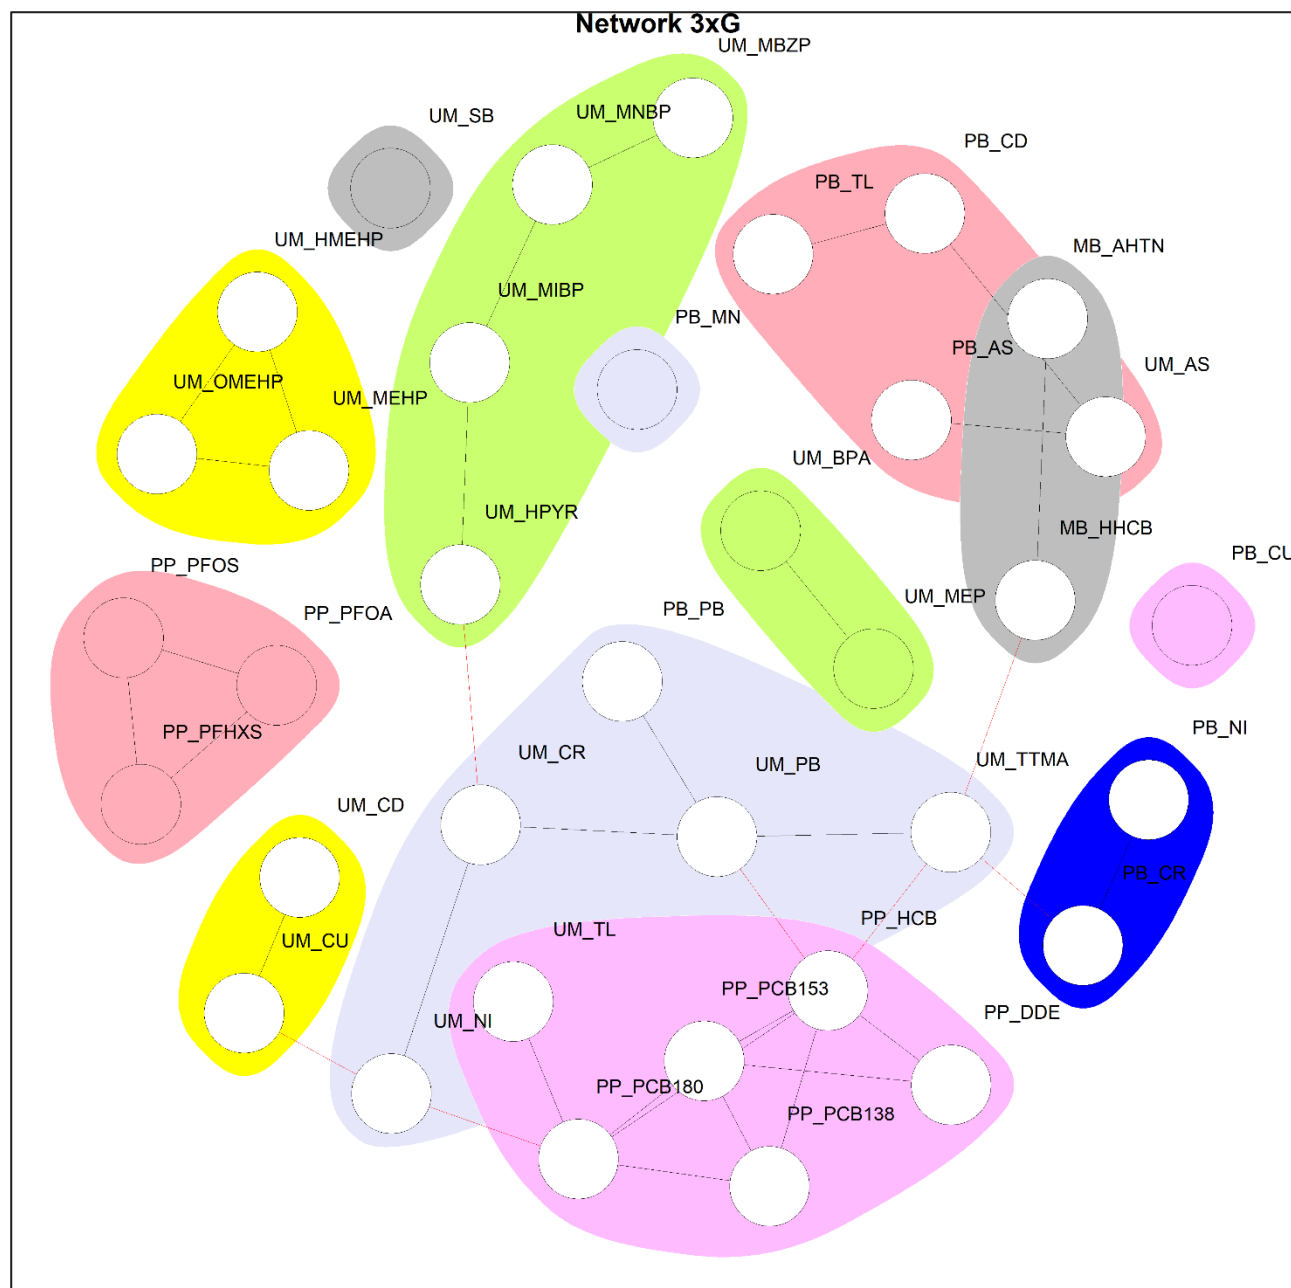 Network 3xG
UM_MBZP
UM_MNBP
UM_SB
PB_CD
PB_TL
UM_HMEHP
MB_AHTN
UM_MIBP
PB_MN
PB_AS
UM_AS
UM_OMEHP
UM_MEHP
UM_BPA
UM_HPYR
MB_HHCB
PB_CU
PP_PFOS
UM_MEP
PP_PFOA
PB_PB
PB_NI
PP_PFHXS
UM_CR
UM_PB
UM_TTMA
UM_CD
PB_CR
PP_HCB
UM_CU
UM_TL
PP_PCB153
PP_DDE
UM_NI
PP_PCB180
PP_PCB138